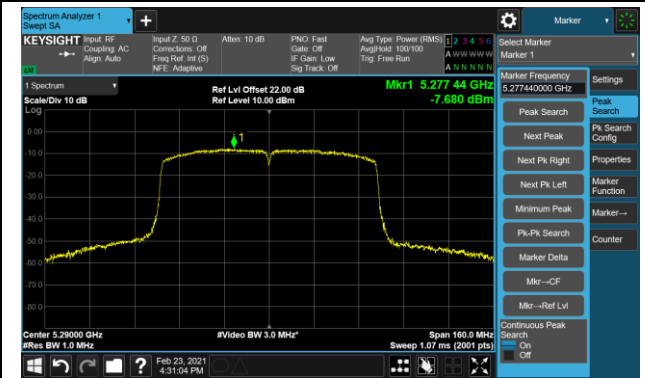 Spectrum Analyzer 1
Swept SA
Marker
KEYSIGHT
Input: RF
Coupling: AC
Align: Auto
Input Z: 50 Ω
Corrections: Off
Freq Ref: Int (S)
NFE: Adaptive
Atten: 10 dB
PNO: Fast
Gate: Off
IF Gain: Low
Sig Track: Off
Avg Type: Power (RMS)
Avg|Hold: 100/100
Trig: Free Run
1 2 3 4 5 6
A W W W W W
A N N N N N
Select Marker
Marker 1
1 Spectrum
Scale/Div 10 dB
Log
Ref Lvl Offset 22.00 dB
Ref Level 10.00 dBm
Mkr1 5.277 44 GHz
-7.680 dBm
0.00
-10.0
-20.0
-30.0
-40.0
-50.0
-60.0
-70.0
-80.0
1
Center 5.29000 GHz
#Res BW 1.0 MHz
#Video BW 3.0 MHz*
Span 160.0 MHz
Sweep 1.07 ms (2001 pts)
Marker Frequency
5.277440000 GHz
Peak Search
Next Peak
Next Pk Right
Next Pk Left
Minimum Peak
Pk-Pk Search
Marker Delta
Mkr→CF
Mkr→Ref Lvl
Continuous Peak
Search
On
Off
Settings
Peak
Search
Pk Search
Config
Properties
Marker
Function
Marker→
Counter
?
Feb 23, 2021
4:31:04 PM